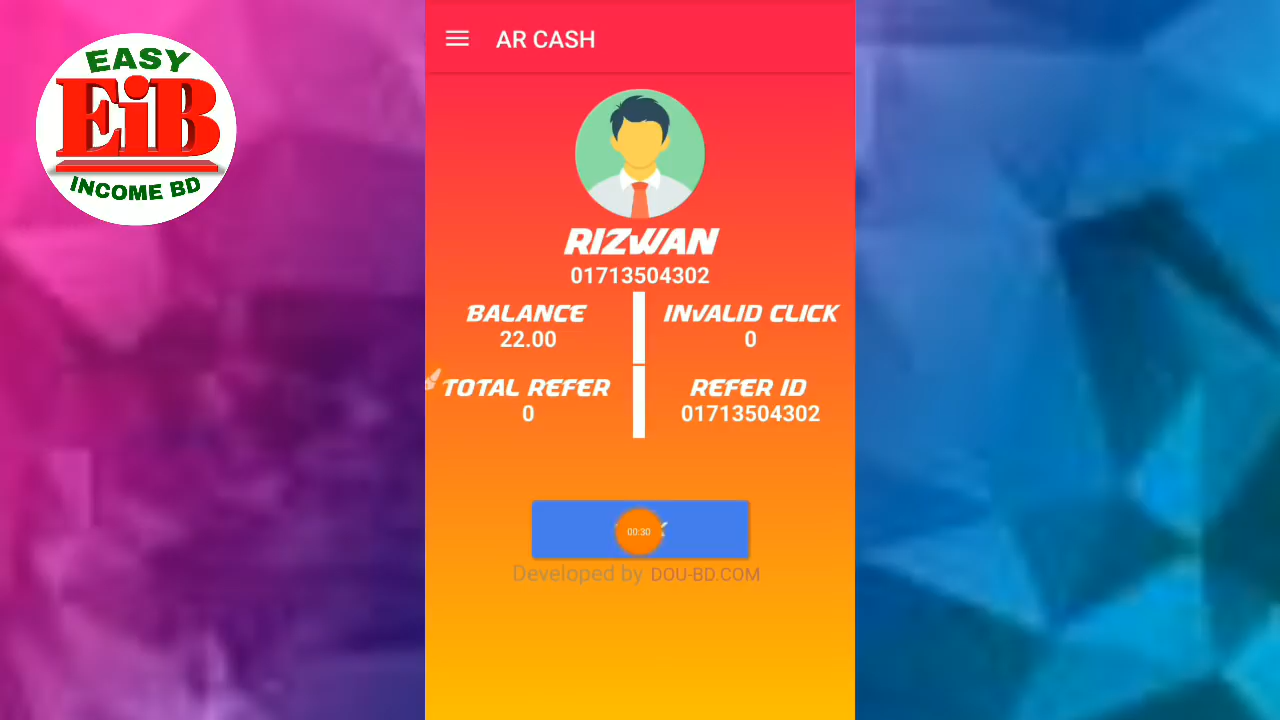 EASY
EiB
INCOME BD
AR CASH
RIZWAN
01713504302
BALANCE
22.00
INVALID CLICK
0
TOTAL REFER
0
REFER ID
01713504302
00:30
Developed by DOU-BD.COM